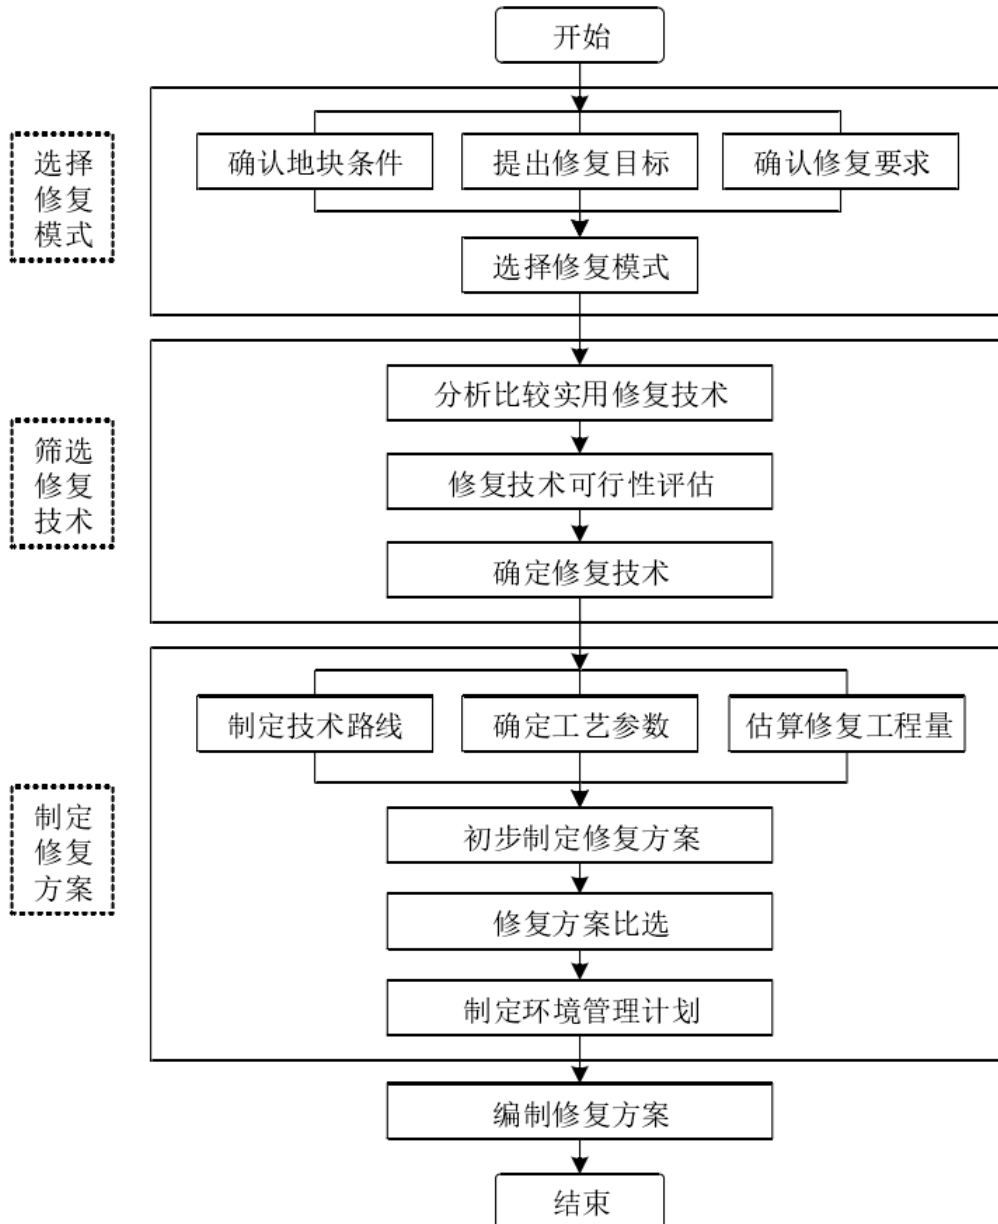 开始
选择
修复
模式
确认地块条件
提出修复目标
确认修复要求
选择修复模式
筛选
修复
技术
分析比较实用修复技术
修复技术可行性评估
确定修复技术
制定
修复
方案
制定技术路线
确定工艺参数
估算修复工程量
初步制定修复方案
修复方案比选
制定环境管理计划
编制修复方案
结束